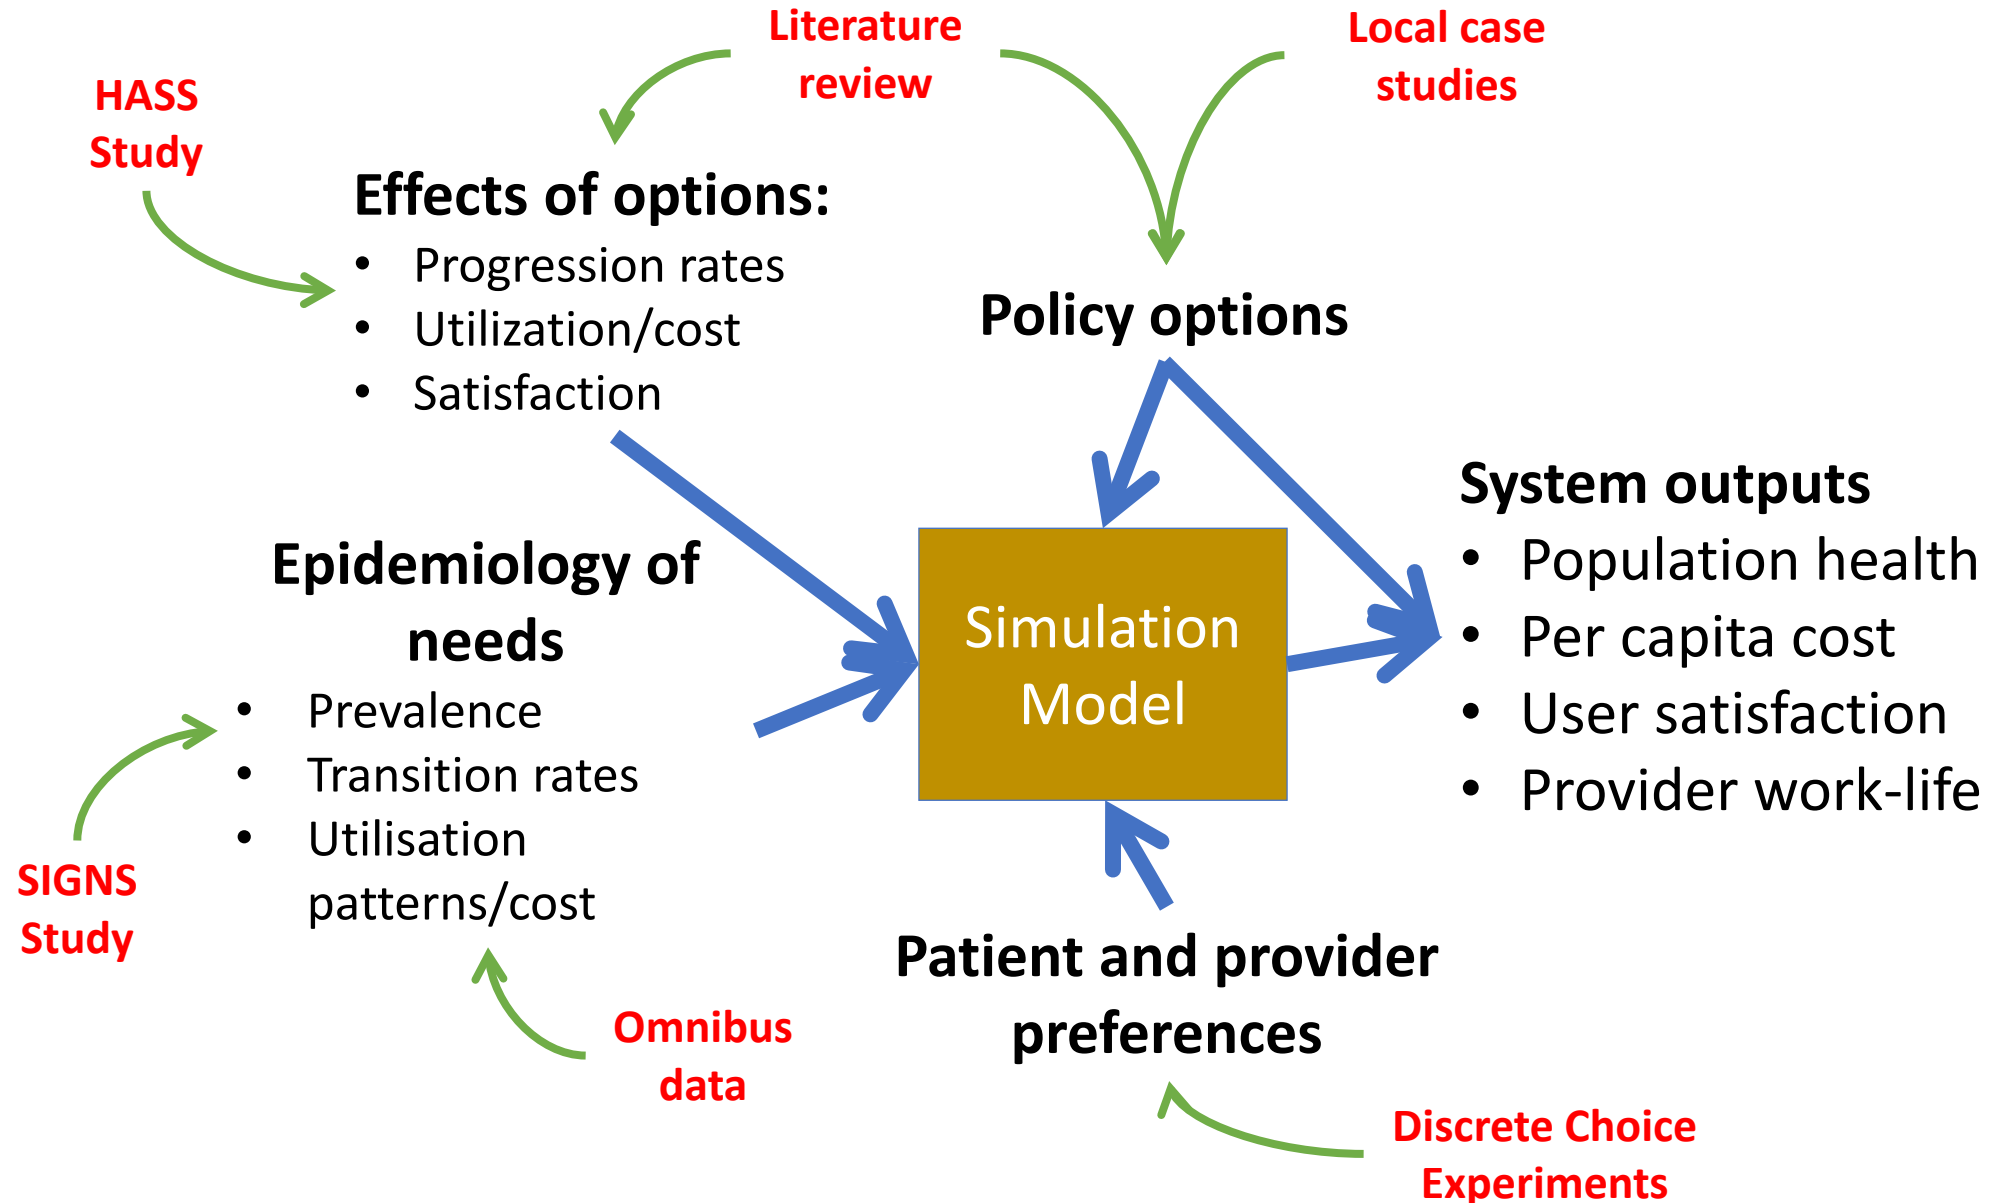 Literature
review
Local case
studies
HASS
Study
Effects of options:
• Progression rates
• Utilization/cost
• Satisfaction
Policy options
Epidemiology of
needs
• Prevalence
• Transition rates
• Utilisation
patterns/cost
Simulation
Model
System outputs
• Population health
• Per capita cost
• User satisfaction
• Provider work-life
SIGNS
Study
Omnibus
data
Patient and provider
preferences
Discrete Choice
Experiments